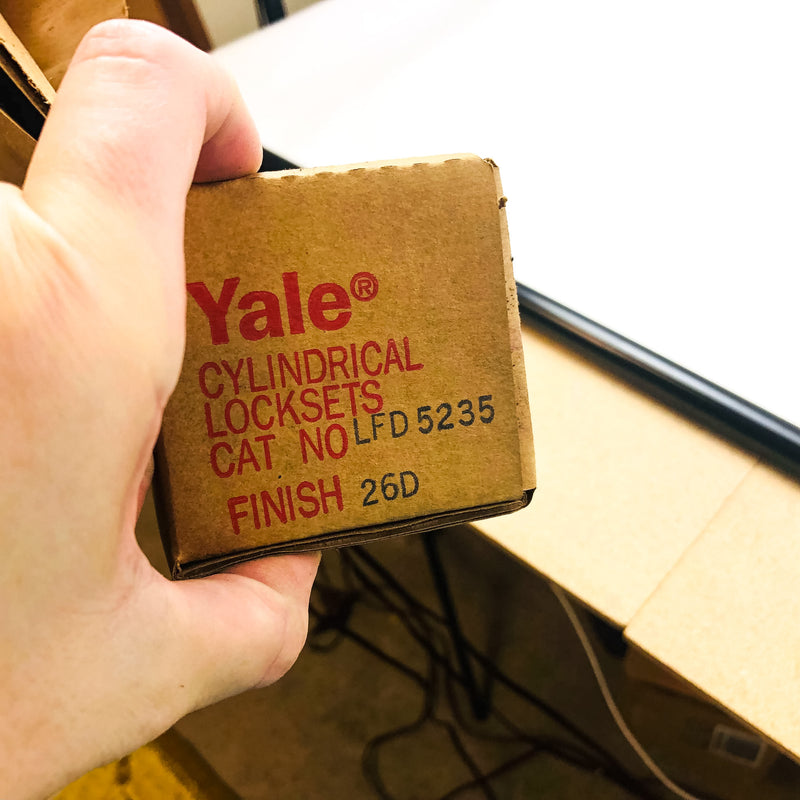 Yale®
CYLINDRICAL
LOCKSETS
CAT NO LFD 5235
FINISH 26D